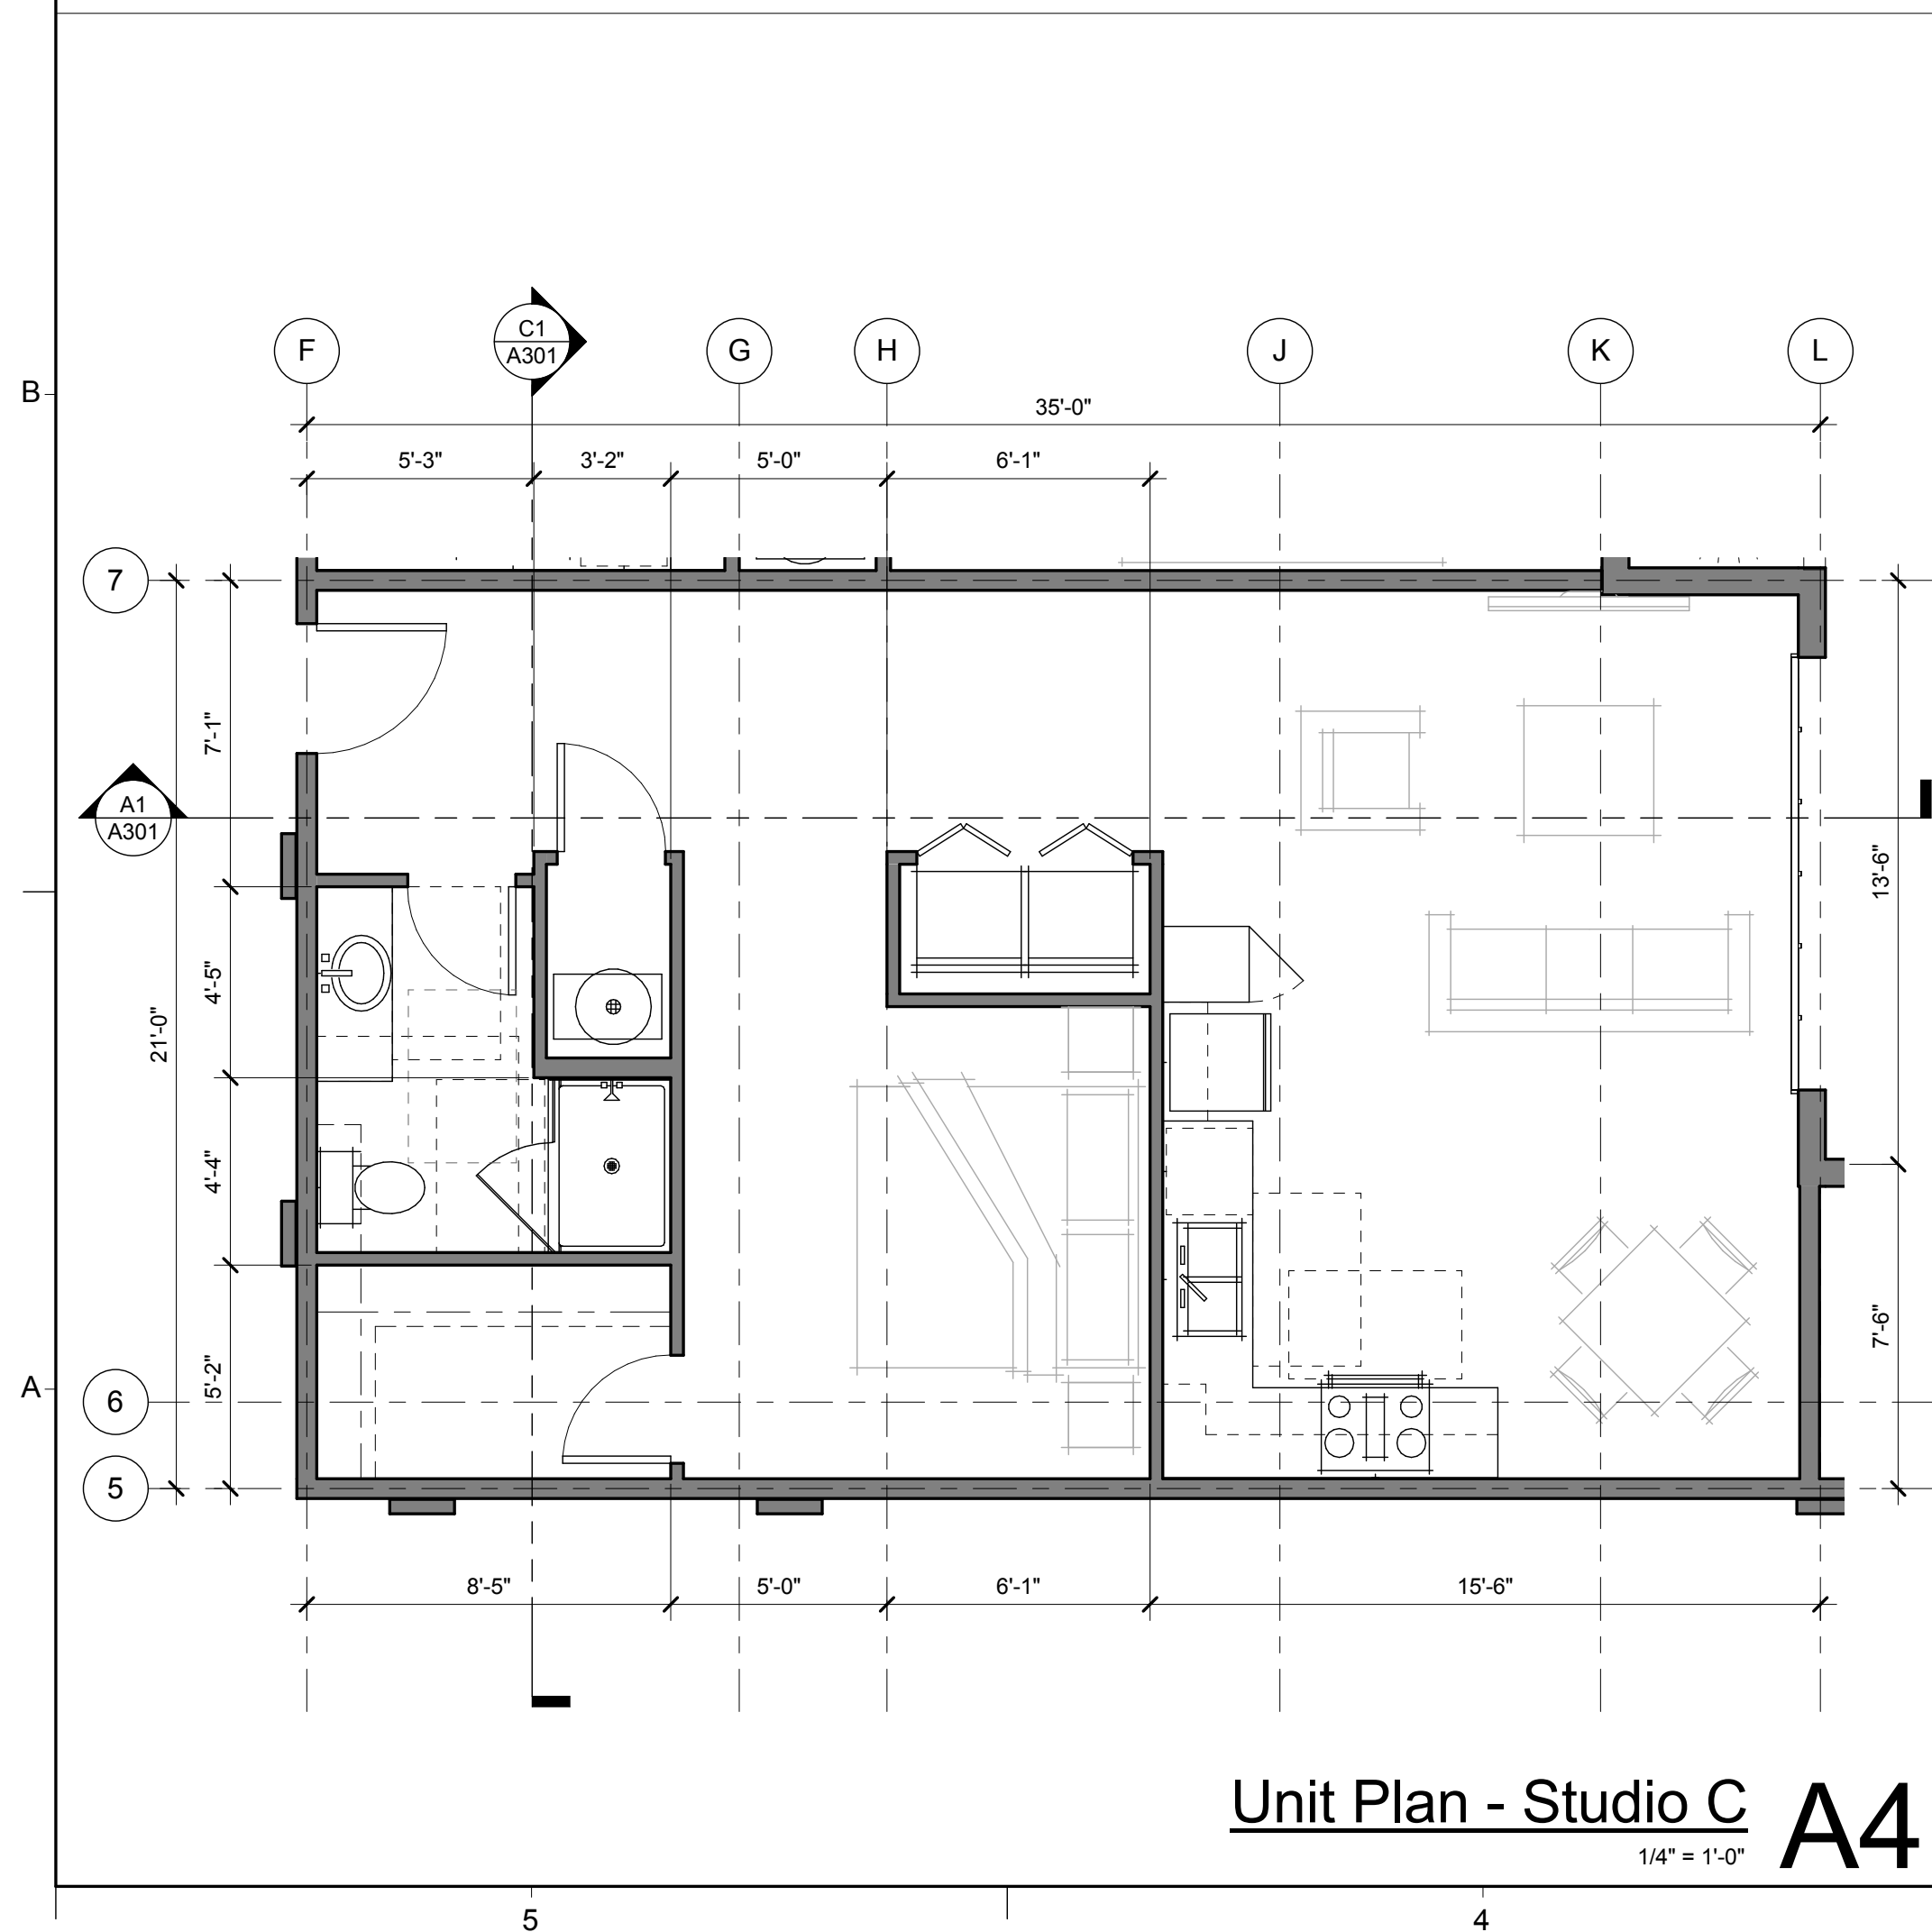 F
C1
A301
G
H
J
K
L
B
35'-0"
5'-3"
3'-2"
5'-0"
6'-1"
7
7'-1"
A1
A301
13'-6"
4'-5"
21'-0"
4'-4"
7'-6"
5'-2"
A
6
5
8'-5"
5'-0"
6'-1"
15'-6"
Unit Plan - Studio C
A4
1/4" = 1'-0"
5
4